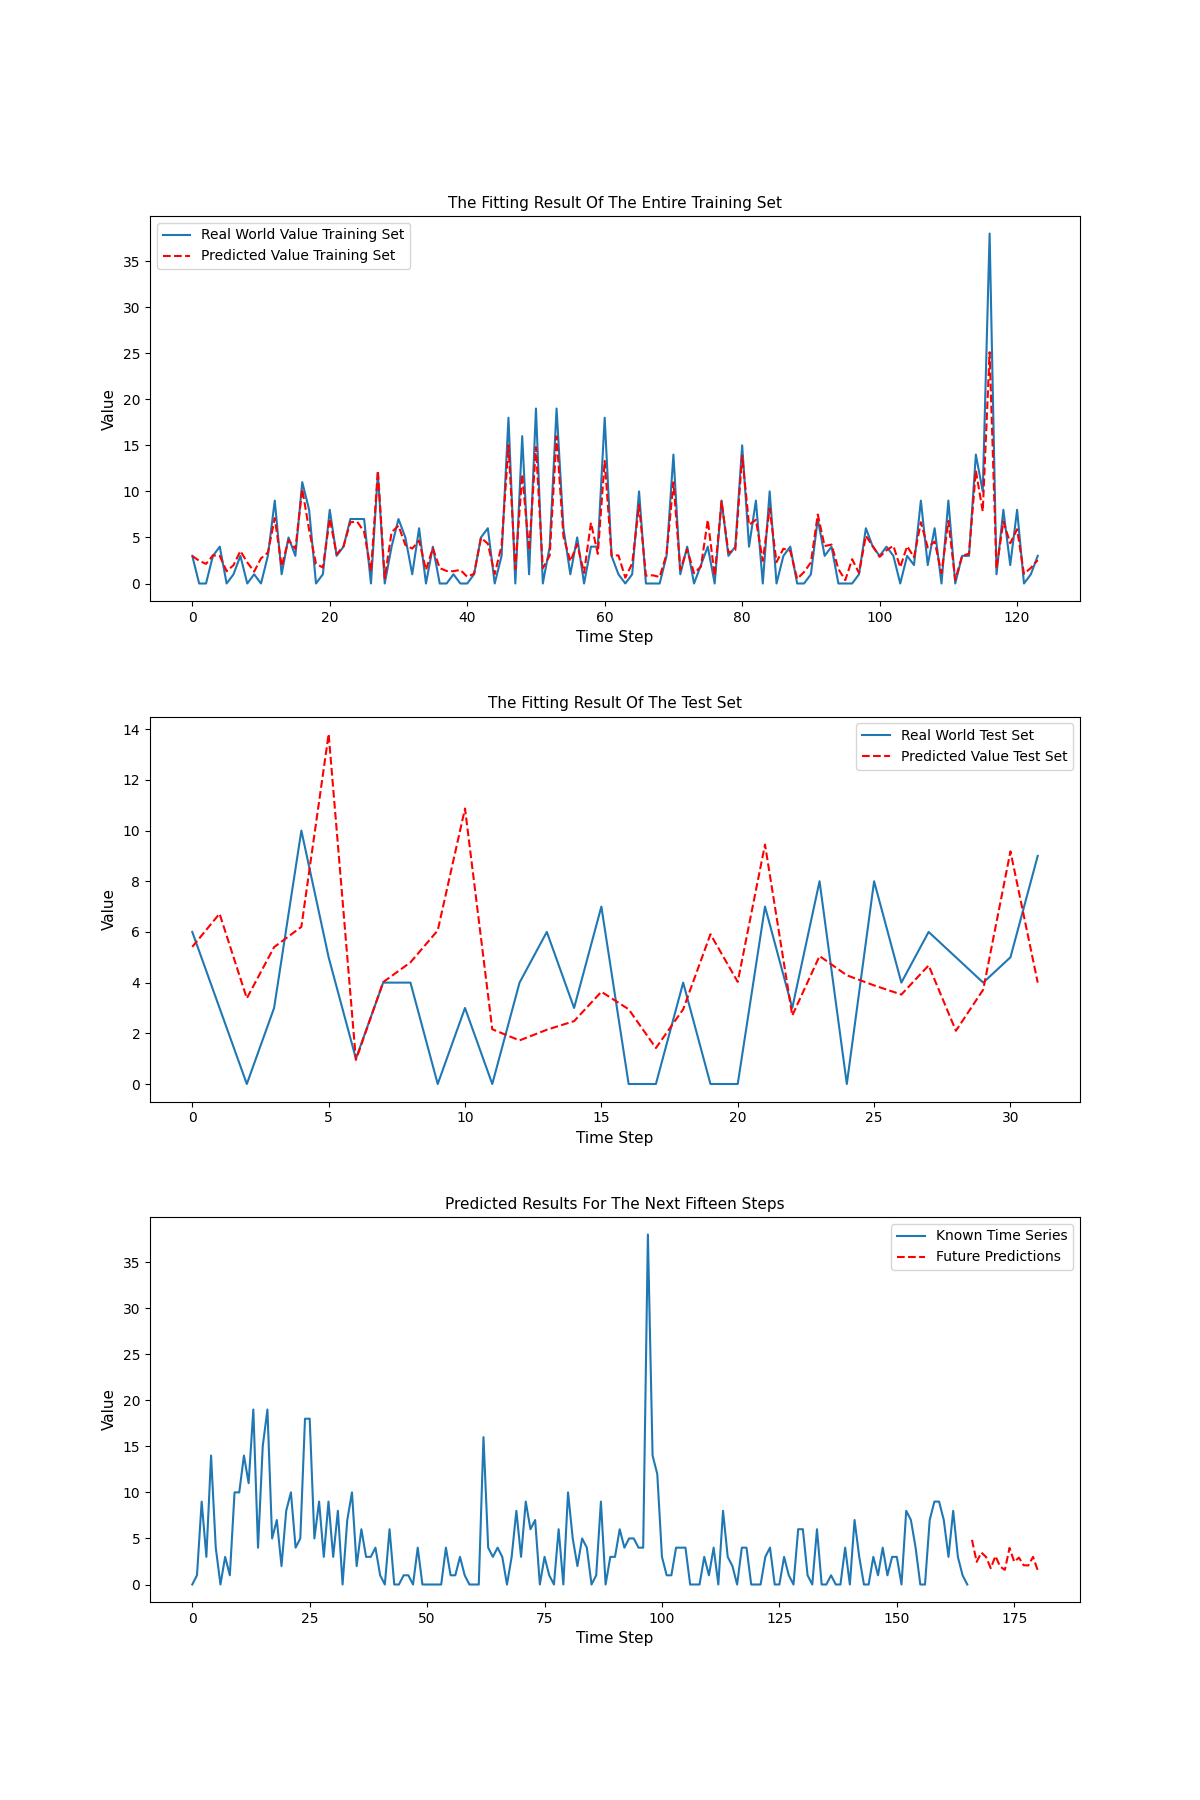 The Fitting Result Of The Entire Training Set
Real World Value Training Set
Predicted Value Training Set
Value
35
30
25
20
15
10
5
0
0 20 40 60 80 100 120
Time Step
The Fitting Result Of The Test Set
Real World Test Set
Predicted Value Test Set
Value
14
12
10
8
6
4
2
0
0 5 10 15 20 25 30
Time Step
Predicted Results For The Next Fifteen Steps
Known Time Series
Future Predictions
Value
35
30
25
20
15
10
5
0
0 25 50 75 100 125 150 175
Time Step